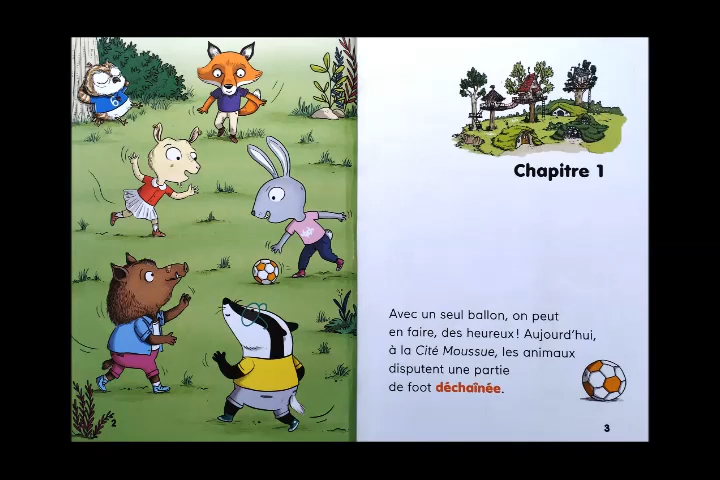 6
2
Chapitre 1
Avec un seul ballon, on peut
en faire, des heureux ! Aujourd'hui,
à la Cité Moussue, les animaux
disputent une partie
de foot déchaînée.
3